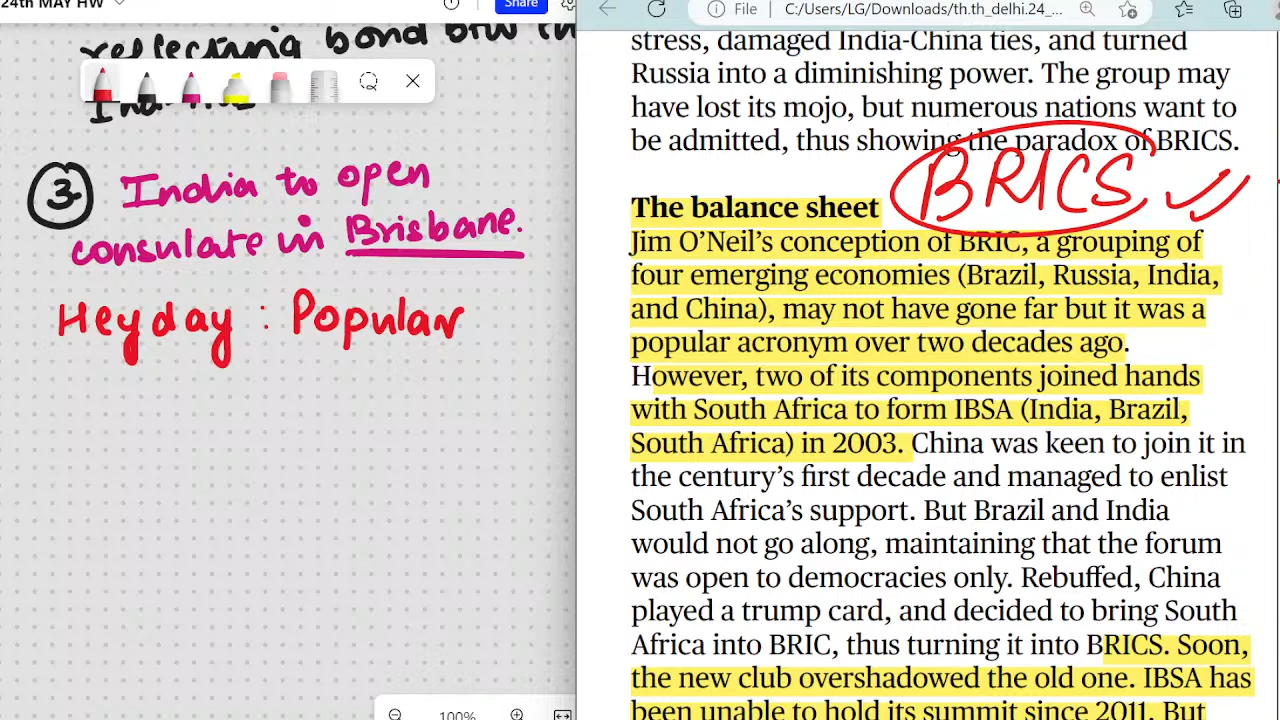 24th MAY HW
Share
reflecting bond btw
③ India to open
consulate in Brisbane.
Heyday : Popular
100%
File
C:/Users/LG/Downloads/th.th_delhi.24_...
stress, damaged India-China ties, and turned
Russia into a diminishing power. The group may
have lost its mojo, but numerous nations want to
be admitted, thus showing the paradox of BRICS.
BRICS
The balance sheet
Jim O’Neil’s conception of BRIC, a grouping of
four emerging economies (Brazil, Russia, India,
and China), may not have gone far but it was a
popular acronym over two decades ago.
However, two of its components joined hands
with South Africa to form IBSA (India, Brazil,
South Africa) in 2003. China was keen to join it in
the century’s first decade and managed to enlist
South Africa’s support. But Brazil and India
would not go along, maintaining that the forum
was open to democracies only. Rebuffed, China
played a trump card, and decided to bring South
Africa into BRIC, thus turning it into BRICS. Soon,
the new club overshadowed the old one. IBSA has
been unable to hold its summit since 2011. But